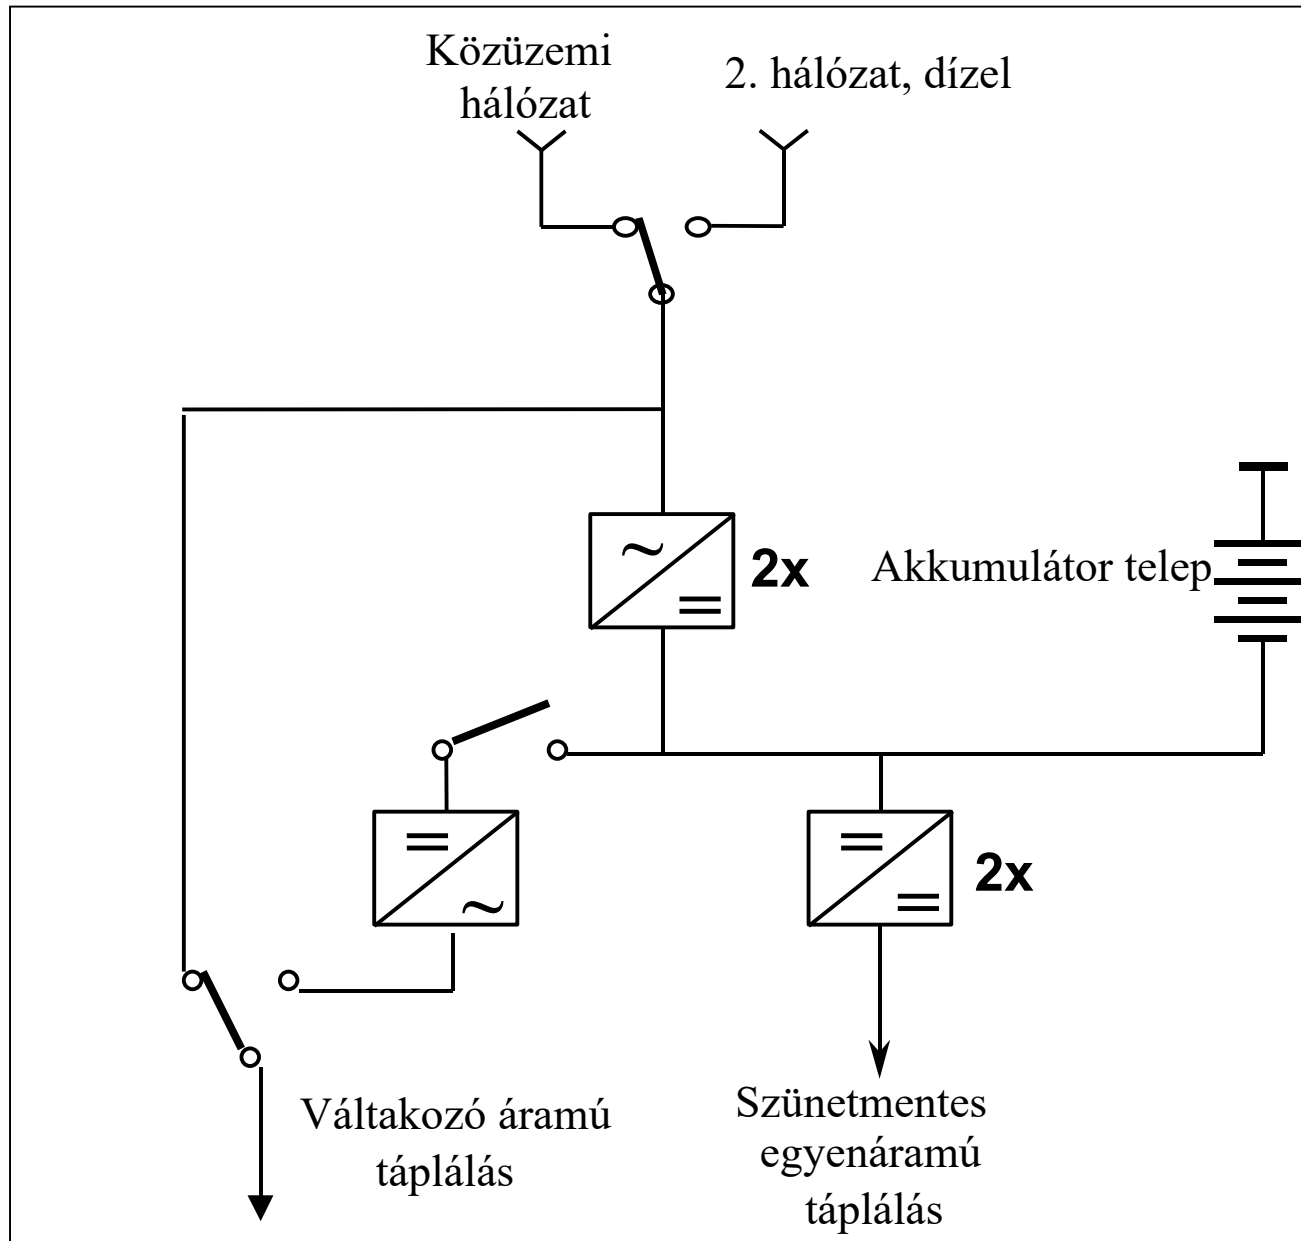 Közüzemi
hálózat
2. hálózat, dízel
2x
Akkumulátor telep
2x
Váltakozó áramú
táplálás
Szünetmentes
egyenáramú
táplálás